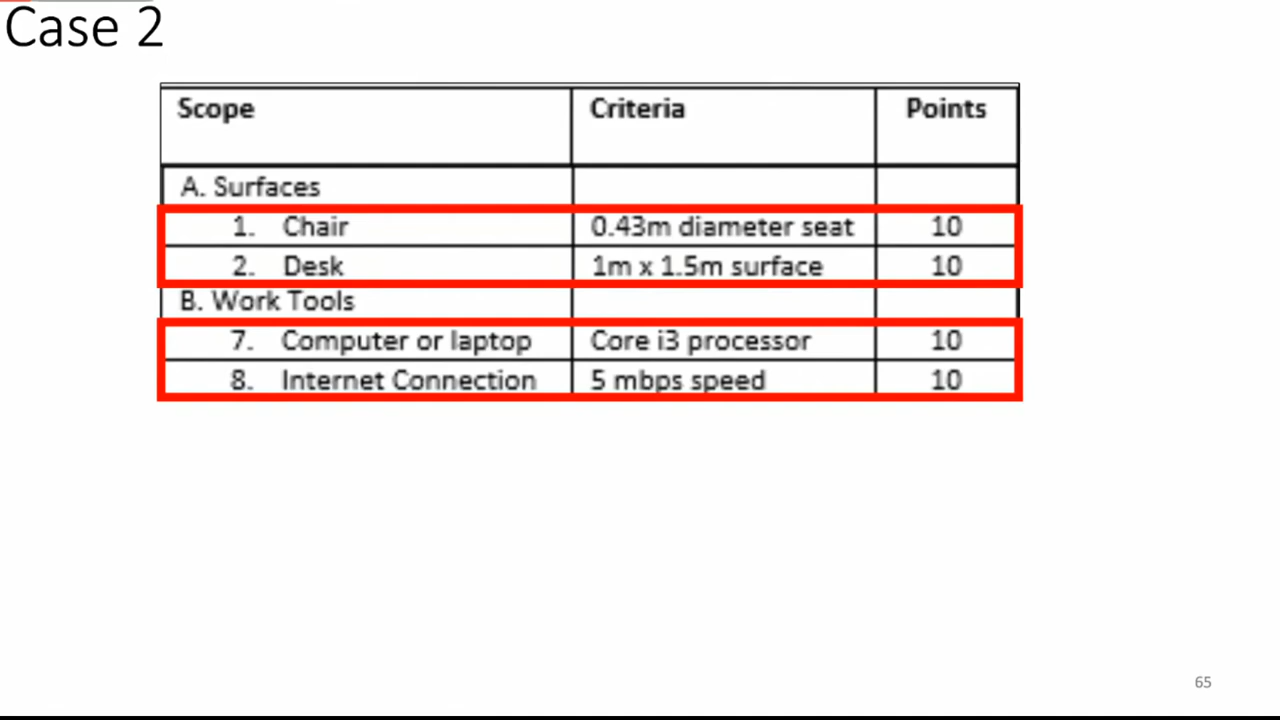 Case 2
Scope Criteria Points
A. Surfaces
1. Chair 0.43m diameter seat 10
2. Desk 1m x 1.5m surface 10
B. Work Tools
7. Computer or laptop Core i3 processor 10
8. Internet Connection 5 mbps speed 10
65